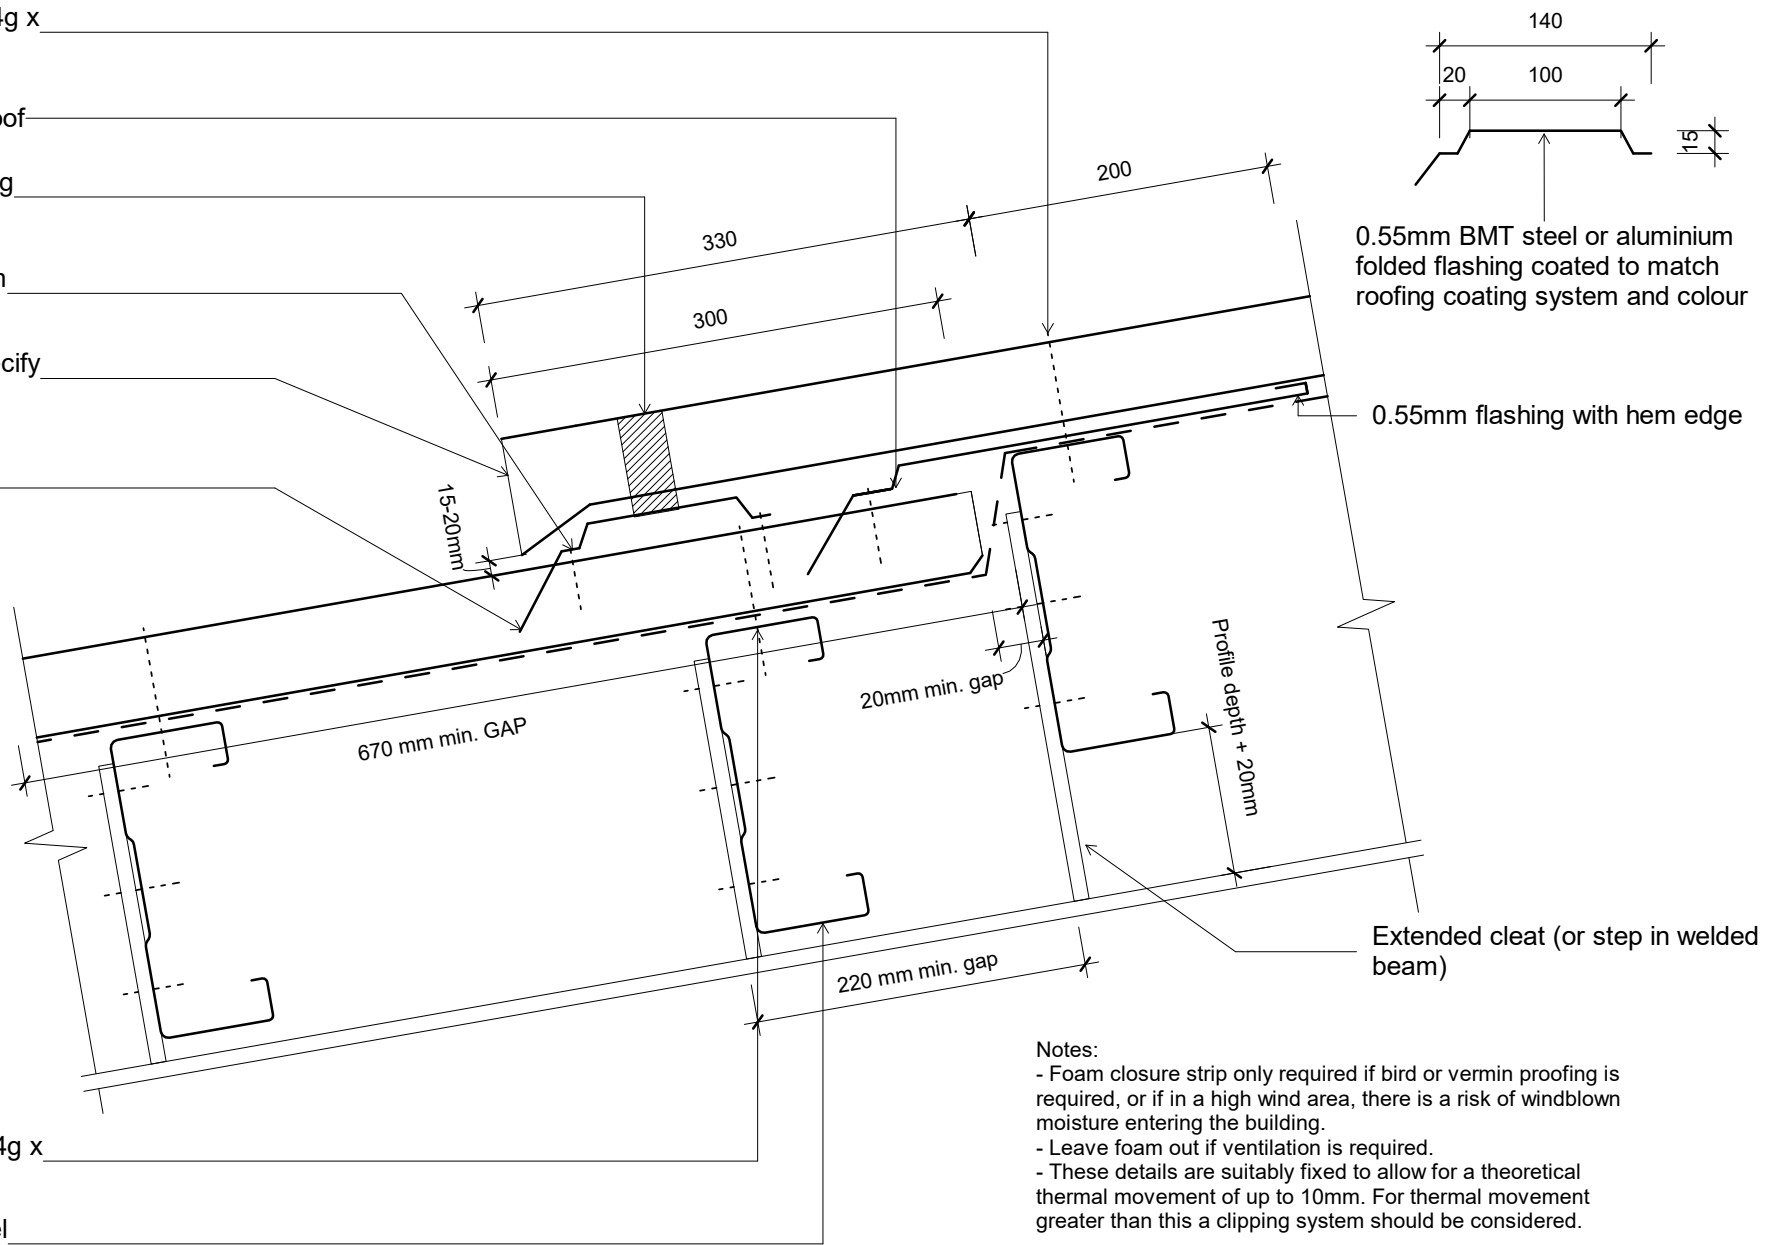 4g x
oof
g
n
cify
140
20
100
15
0.55mm BMT steel or aluminium
folded flashing coated to match
roofing coating system and colour
200
330
300
0.55mm flashing with hem edge
15-20mm
20mm min. gap
670 mm min. GAP
Profile depth + 20mm
220 mm min. gap
Extended cleat (or step in welded
beam)
Notes:
- Foam closure strip only required if bird or vermin proofing is
required, or if in a high wind area, there is a risk of windblown
moisture entering the building.
- Leave foam out if ventilation is required.
- These details are suitably fixed to allow for a theoretical
thermal movement of up to 10mm. For thermal movement
greater than this a clipping system should be considered.
4g x
el